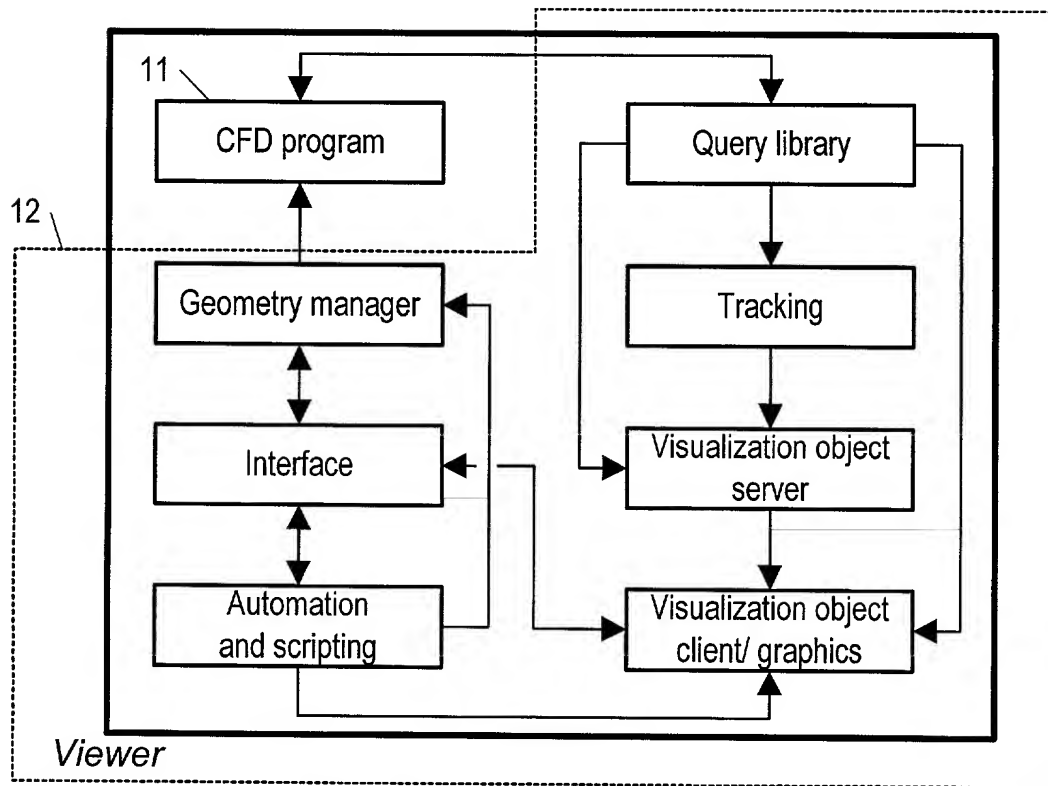 11
CFD program
Query library
12
Geometry manager
Tracking
Interface
Visualization object
server
Automation
and scripting
Visualization object
client/ graphics
Viewer